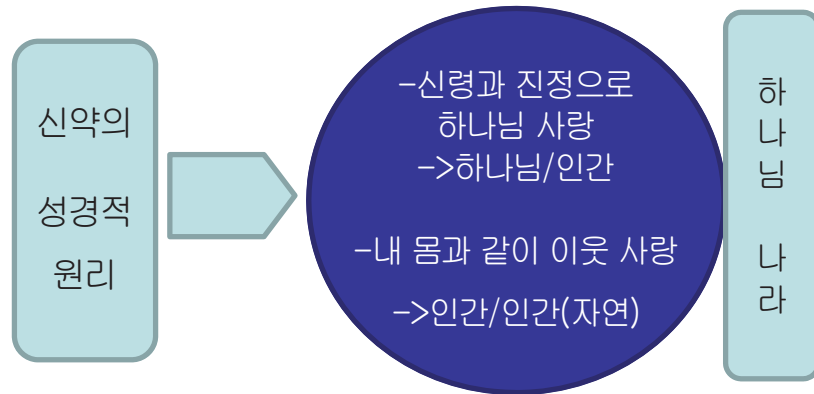 신약의
성경적
원리
-신령과 진정으로
하나님 사랑
->하나님/인간
-내 몸과 같이 이웃 사랑
->인간/인간(자연)
하
나
님
나
라